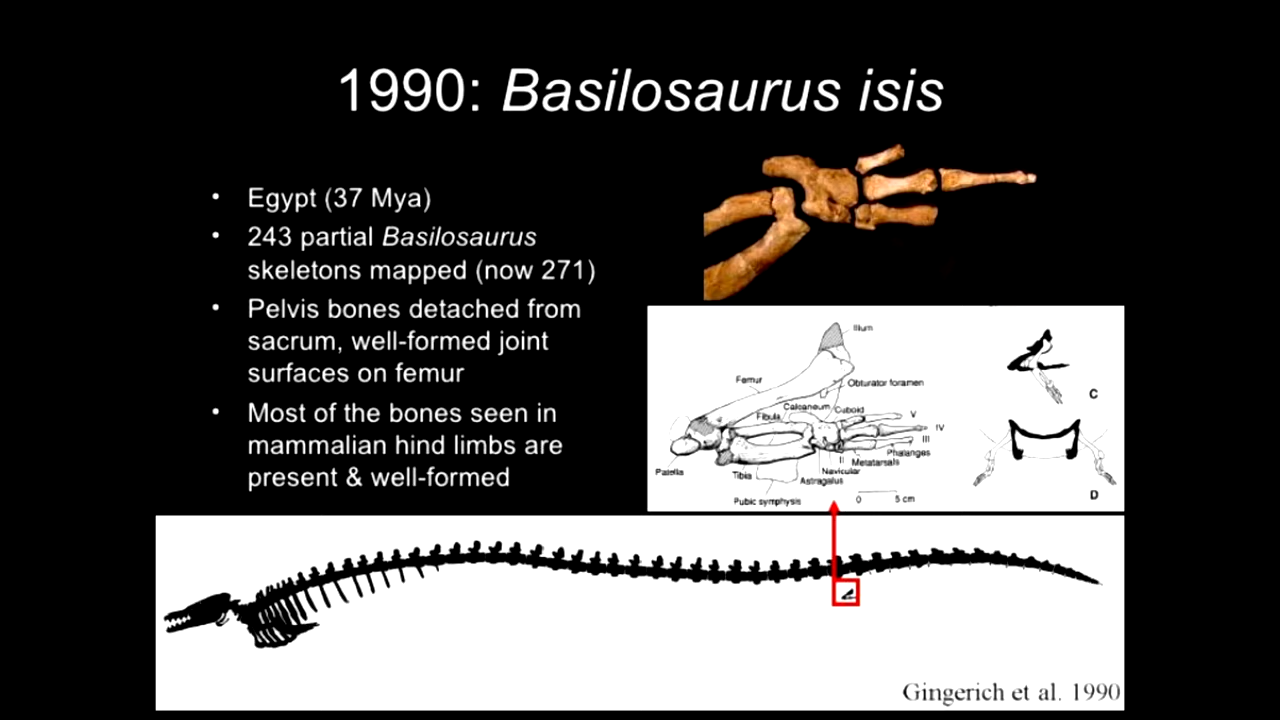 1990: Basilosaurus isis
• Egypt (37 Mya)
• 243 partial Basilosaurus
skeletons mapped (now 271)
• Pelvis bones detached from
sacrum, well-formed joint
surfaces on femur
• Most of the bones seen in
mammalian hind limbs are
present & well-formed
Ilium
Femur
Obturator foramen
Calcaneum
Cuboid
Fibula
V
IV
III
Phalanges
II
Metatarsals
Navicular
Patella
Tibia
Astragalus
Pubic symphysis
0 5 cm
C
D
Gingerich et al. 1990